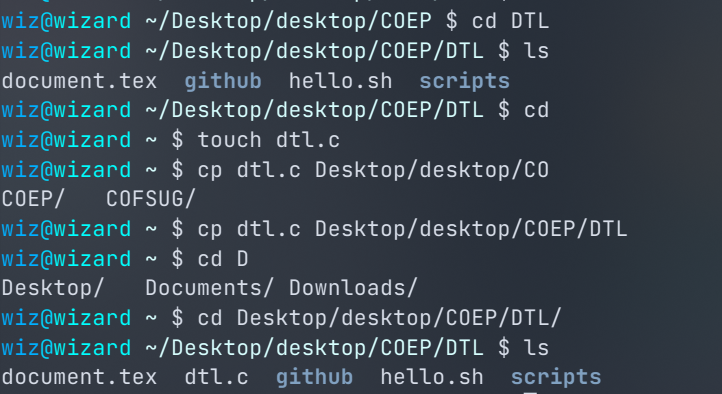 wiz@wizard ~/Desktop/desktop/COEP $ cd DTL
wiz@wizard ~/Desktop/desktop/COEP/DTL $ ls
document.tex  github  hello.sh  scripts
wiz@wizard ~/Desktop/desktop/COEP/DTL $ cd
wiz@wizard ~ $ touch dtl.c
wiz@wizard ~ $ cp dtl.c Desktop/desktop/CO
COEP/   COFSUG/
wiz@wizard ~ $ cp dtl.c Desktop/desktop/COEP/DTL
wiz@wizard ~ $ cd D
Desktop/   Documents/ Downloads/
wiz@wizard ~ $ cd Desktop/desktop/COEP/DTL/
wiz@wizard ~/Desktop/desktop/COEP/DTL $ ls
document.tex  dtl.c  github  hello.sh  scripts